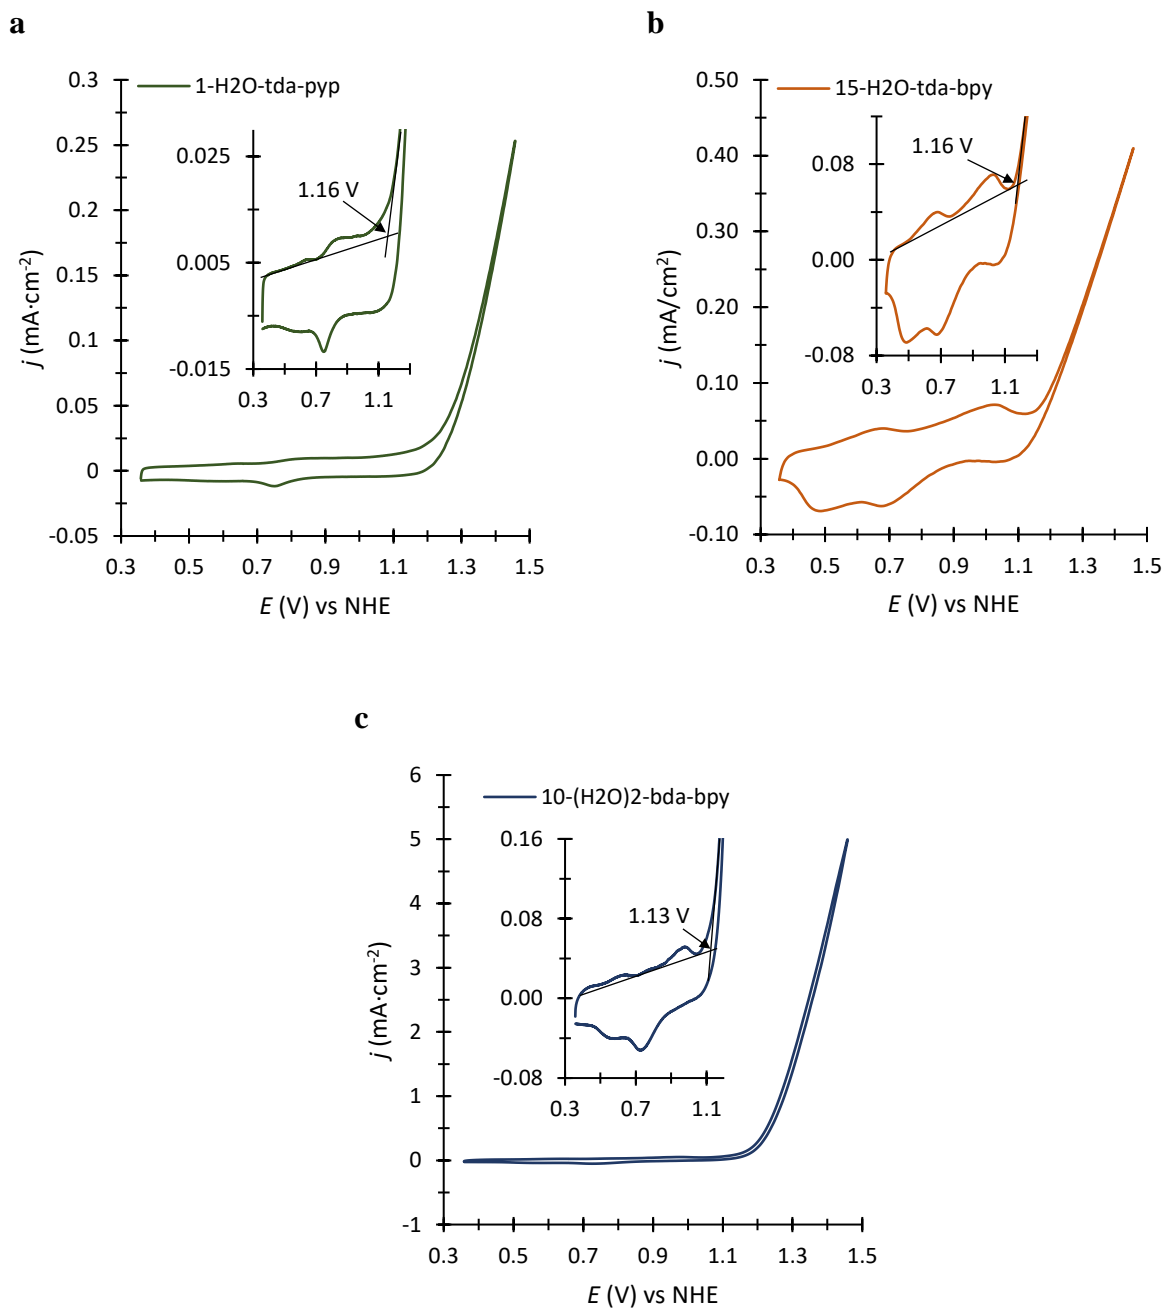 a
1-H2O-tda-pyp
0.3
0.25
0.2
0.15
0.1
0.05
0
-0.05
j (mA·cm-2)
0.025
0.005
-0.015
1.16 V
0.3 0.7 1.1
0.3 0.5 0.7 0.9 1.1 1.3 1.5
E (V) vs NHE
b
15-H2O-tda-bpy
0.50
0.40
0.30
0.20
0.10
0.00
-0.10
j (mA/cm2)
0.08
0.00
-0.08
1.16 V
0.3 0.7 1.1
0.3 0.5 0.7 0.9 1.1 1.3 1.5
E (V) vs NHE
c
10-(H2O)2-bda-bpy
6
5
4
3
2
1
0
-1
j (mA·cm-2)
0.16
0.08
0.00
-0.08
1.13 V
0.3 0.7 1.1
0.3 0.5 0.7 0.9 1.1 1.3 1.5
E (V) vs NHE